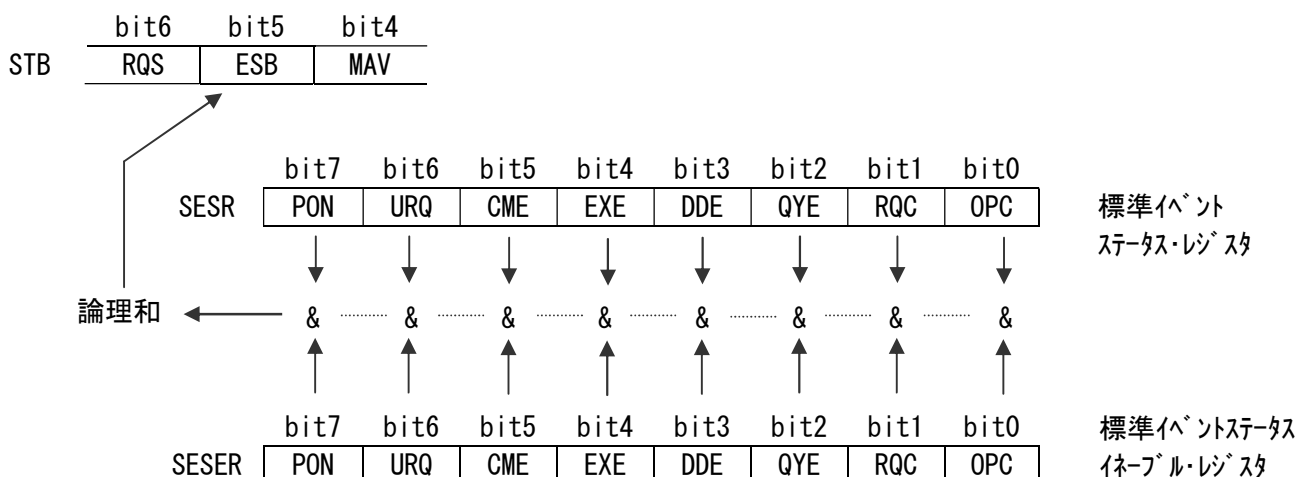 bit6 bit5 bit4
STB RQS ESB MAV
bit7 bit6 bit5 bit4 bit3 bit2 bit1 bit0
SESR PON URQ CME EXE DDE QYE RQC OPC 標準ｲﾍﾞﾝﾄ
ｽﾃｰﾀｽ･ﾚｼﾞｽﾀ
論理和 & & & & & & & &
bit7 bit6 bit5 bit4 bit3 bit2 bit1 bit0 標準ｲﾍﾞﾝﾄｽﾃｰﾀｽ
SESER PON URQ CME EXE DDE QYE RQC OPC ｲﾈｰﾌﾞﾙ･ﾚｼﾞｽﾀ